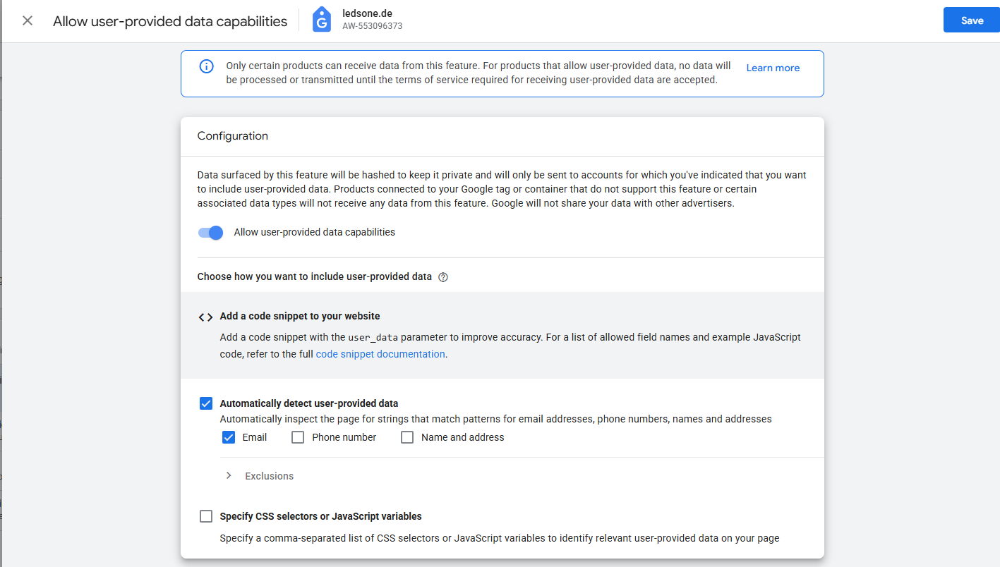 Allow user-provided data capabilities
ledsone.de
AW-553096373
Save
Only certain products can receive data from this feature. For products that allow user-provided data, no data will
be processed or transmitted until the terms of service required for receiving user-provided data are accepted.
Learn more
Configuration
Data surfaced by this feature will be hashed to keep it private and will only be sent to accounts for which you've indicated that you want
to include user-provided data. Products connected to your Google tag or container that do not support this feature or certain
associated data types will not receive any data from this feature. Google will not share your data with other advertisers.
Allow user-provided data capabilities
Choose how you want to include user-provided data
Add a code snippet to your website
Add a code snippet with the user_data parameter to improve accuracy. For a list of allowed field names and example JavaScript
code, refer to the full code snippet documentation.
Automatically detect user-provided data
Automatically inspect the page for strings that match patterns for email addresses, phone numbers, names and addresses
Email Phone number Name and address
Exclusions
Specify CSS selectors or JavaScript variables
Specify a comma-separated list of CSS selectors or JavaScript variables to identify relevant user-provided data on your page